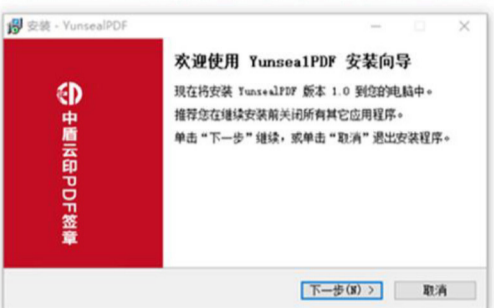 安装 - YunsealPDF
欢迎使用 YunsealPDF 安装向导
现在将安装 YunsealPDF 版本 1.0 到您的电脑中。
推荐您在继续安装前关闭所有其它应用程序。
单击“下一步”继续，或单击“取消”退出安装程序。
中盾云印PDF签章
下一步(N) >
取消